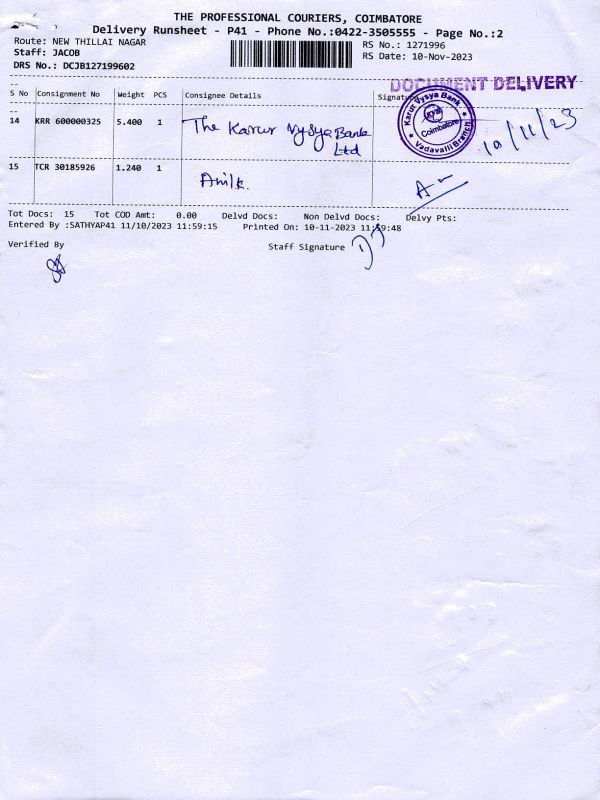 THE PROFESSIONAL COURIERS, COIMBATORE
Delivery Runsheet - P41 - Phone No.:0422-3505555 - Page No.:2
Route: NEW THILLAI NAGAR
RS No.: 1271996
Staff: JACOB
RS Date: 10-Nov-2023
DRS No.: DCJB127199602
DOCUMENT DELIVERY
S No Consignment No Weight PCS Consignee Details Signature
14 KRR 600000325 5.400 1 The Karur Vysya Bank Ltd
Karur Vysya Bank
KVB
Coimbatore
Vadavalli Branch
10/11/23
15 TCR 30185926 1.240 1 Anilk.
Tot Docs: 15 Tot COD Amt: 0.00 Delvd Docs: Non Delvd Docs: Delvy Pts:
Entered By :SATHYAP41 11/10/2023 11:59:15 Printed On: 10-11-2023 11:59:48
Verified By Staff Signature